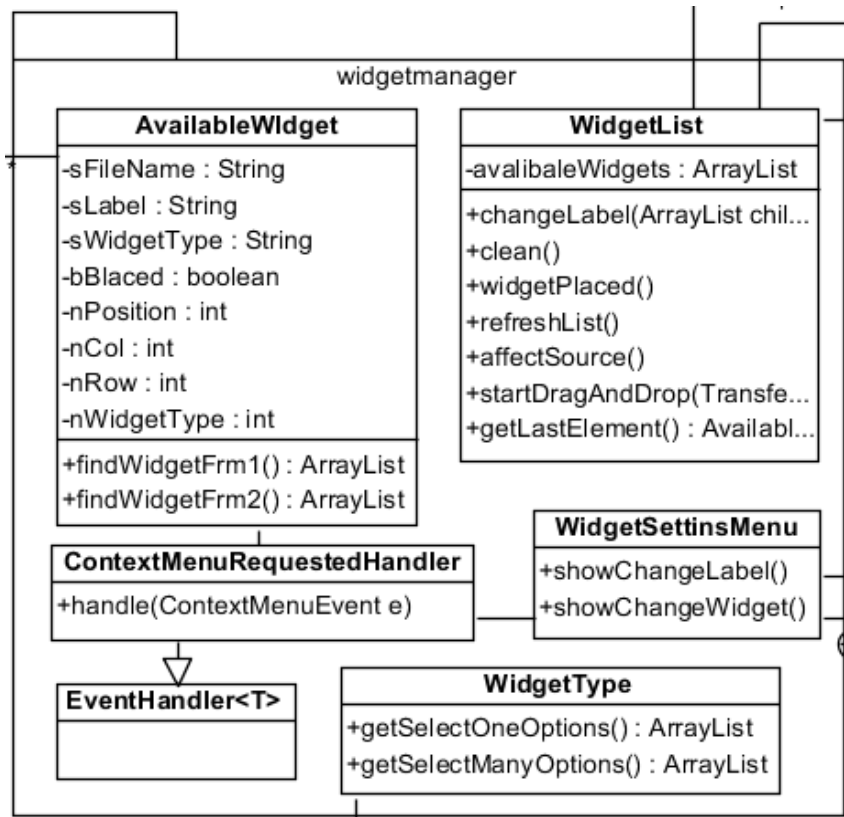 widgetmanager
AvailableWIdget
-sFileName : String
-sLabel : String
-sWidgetType : String
-bBlaced : boolean
-nPosition : int
-nCol : int
-nRow : int
-nWidgetType : int
+findWidgetFrm1() : ArrayList
+findWidgetFrm2() : ArrayList
*
WidgetList
-avalibaleWidgets : ArrayList
+changeLabel(ArrayList chil...
+clean()
+widgetPlaced()
+refreshList()
+affectSource()
+startDragAndDrop(Transfe...
+getLastElement() : Availabl...
ContextMenuRequestedHandler
+handle(ContextMenuEvent e)
WidgetSettinsMenu
+showChangeLabel()
+showChangeWidget()
EventHandler<T>
WidgetType
+getSelectOneOptions() : ArrayList
+getSelectManyOptions() : ArrayList